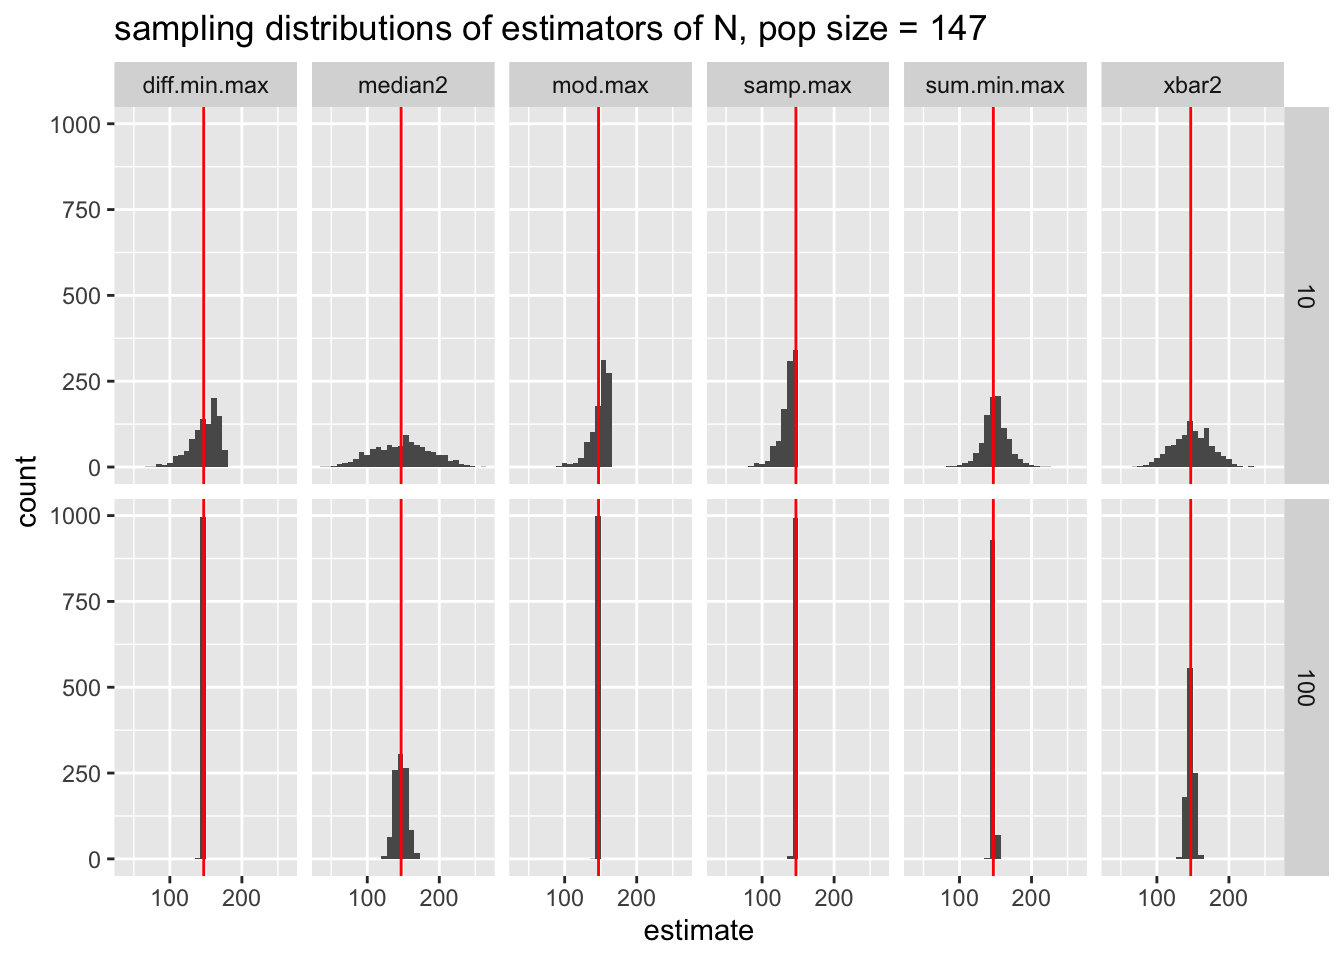 sampling distributions of estimators of N, pop size = 147
diff.min.max median2 mod.max samp.max sum.min.max xbar2
1000
750
500
250
0
10
1000
750
500
250
0
100
count
100 200 100 200 100 200 100 200 100 200 100 200
estimate